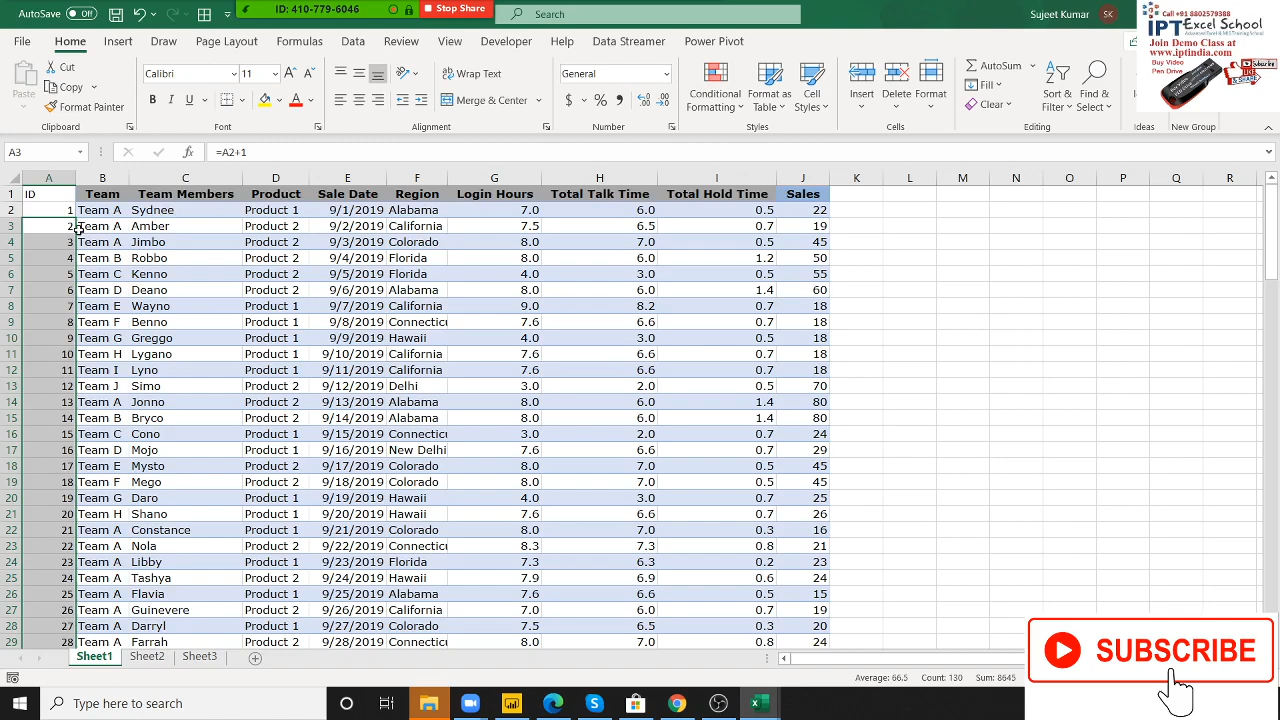 AutoSave Off
ID: 410-779-6046
Stop Share
Search
Sujeet Kumar SK
Call +91 8802579388
IPT Excel School
Advanced Excel & MIS Training School
Join Demo Class at
www.iptindia.com
Buy Video
Pen Drive
Subscribe
File Home Insert Draw Page Layout Formulas Data Review Help Data Streamer Power Pivot
Paste Cut Copy Format Painter Clipboard
Calibri 11 B I U A Font
Wrap Text Merge & Center Alignment
General $ % Number
Conditional Formatting Format as Table Cell Styles Styles
Insert Delete Format Cells
AutoSum Fill Clear Sort & Filter Find & Select Editing
Ideas New Group
A3 fx =A2+1
A B C D E F G H I J K L M N O P Q R
1 ID Team Team Members Product Sale Date Region Login Hours Total Talk Time Total Hold Time Sales
2 1 Team A Sydnee Product 1 9/1/2019 Alabama 7.0 6.0 0.5 22
3 2 Team A Amber Product 2 9/2/2019 California 7.5 6.5 0.7 19
4 3 Team A Jimbo Product 2 9/3/2019 Colorado 8.0 7.0 0.5 45
5 4 Team B Robbo Product 2 9/4/2019 Florida 8.0 6.0 1.2 50
6 5 Team C Kenno Product 2 9/5/2019 Florida 4.0 3.0 0.5 55
7 6 Team D Deano Product 2 9/6/2019 Alabama 8.0 6.0 1.4 60
8 7 Team E Wayno Product 1 9/7/2019 California 9.0 8.2 0.7 18
9 8 Team F Benno Product 1 9/8/2019 Connecticu 7.6 6.6 0.7 18
10 9 Team G Greggo Product 1 9/9/2019 Hawaii 4.0 3.0 0.5 18
11 10 Team H Lygano Product 1 9/10/2019 California 7.6 6.6 0.7 18
12 11 Team I Lyno Product 1 9/11/2019 California 7.6 6.6 0.7 18
13 12 Team J Simo Product 2 9/12/2019 Delhi 3.0 2.0 0.5 70
14 13 Team A Jonno Product 2 9/13/2019 Alabama 8.0 6.0 1.4 80
15 14 Team B Bryco Product 2 9/14/2019 Alabama 8.0 6.0 1.4 80
16 15 Team C Cono Product 1 9/15/2019 Connecticu 3.0 2.0 0.7 24
17 16 Team D Mojo Product 1 9/16/2019 New Delhi 7.6 6.6 0.7 29
18 17 Team E Mysto Product 2 9/17/2019 Colorado 8.0 7.0 0.5 45
19 18 Team F Mego Product 2 9/18/2019 Colorado 8.0 7.0 0.5 45
20 19 Team G Daro Product 1 9/19/2019 Hawaii 4.0 3.0 0.7 25
21 20 Team H Shano Product 1 9/20/2019 Hawaii 7.6 6.6 0.7 26
22 21 Team A Constance Product 1 9/21/2019 Colorado 8.0 7.0 0.3 16
23 22 Team A Nola Product 2 9/22/2019 Connecticu 8.3 7.3 0.8 21
24 23 Team A Libby Product 1 9/23/2019 Florida 7.3 6.3 0.2 23
25 24 Team A Tashya Product 2 9/24/2019 Hawaii 7.9 6.9 0.6 24
26 25 Team A Flavia Product 1 9/25/2019 Alabama 7.6 6.6 0.5 15
27 26 Team A Guinevere Product 2 9/26/2019 California 7.0 6.0 0.7 19
28 27 Team A Darryl Product 1 9/27/2019 Colorado 7.5 6.5 0.3 20
29 28 Team A Farrah Product 2 9/28/2019 Connecticu 8.0 7.0 0.8 24
Sheet1 Sheet2 Sheet3
Average: 66.5 Count: 130 Sum: 8645
SUBSCRIBE
Type here to search